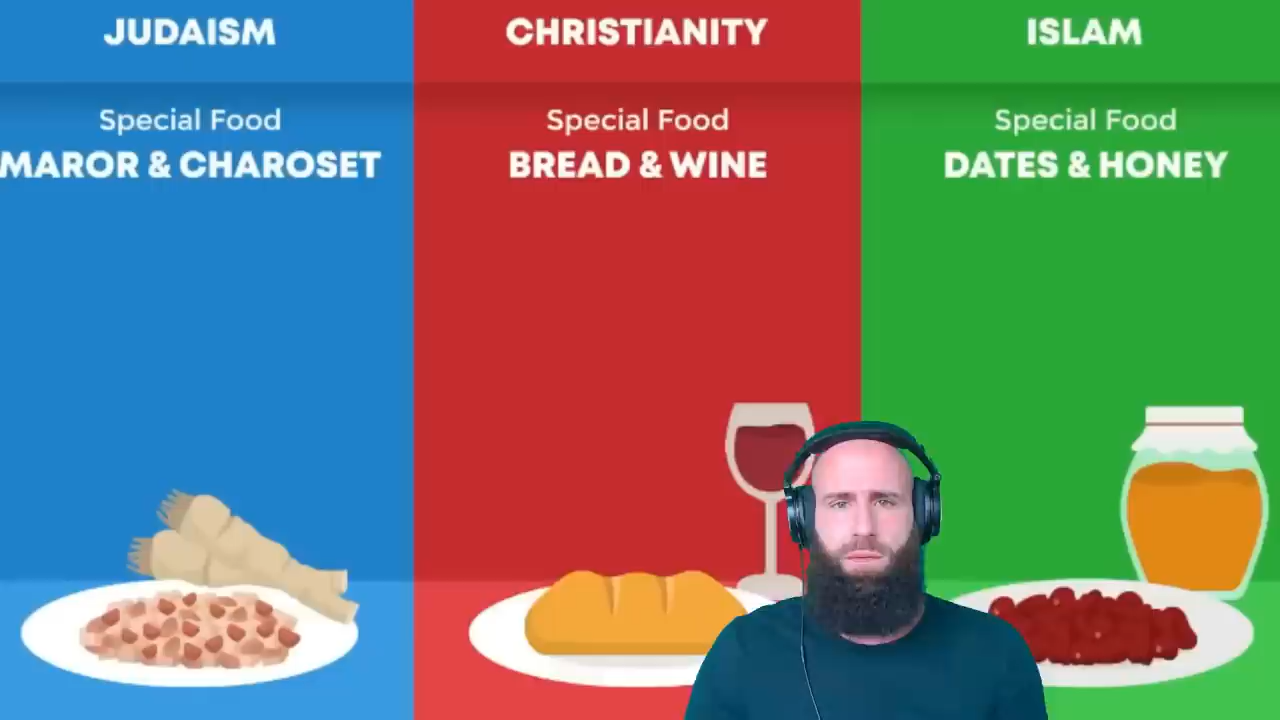 JUDAISM
CHRISTIANITY
ISLAM
Special Food
MAROR & CHAROSET
Special Food
BREAD & WINE
Special Food
DATES & HONEY